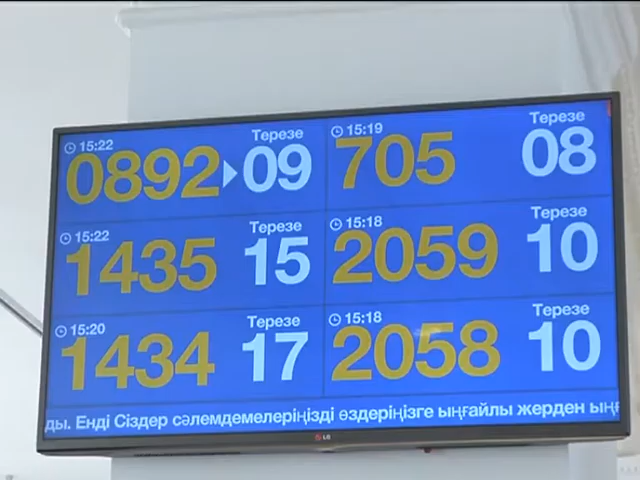 15:22 Терезе
0892 09
15:19 Терезе
705 08
15:22 Терезе
1435 15
15:18 Терезе
2059 10
15:20 Терезе
1434 17
15:18 Терезе
2058 10
ды. Енді Сіздер сәлемдемелеріңізді өздеріңізге ыңғайлы жерден
LG